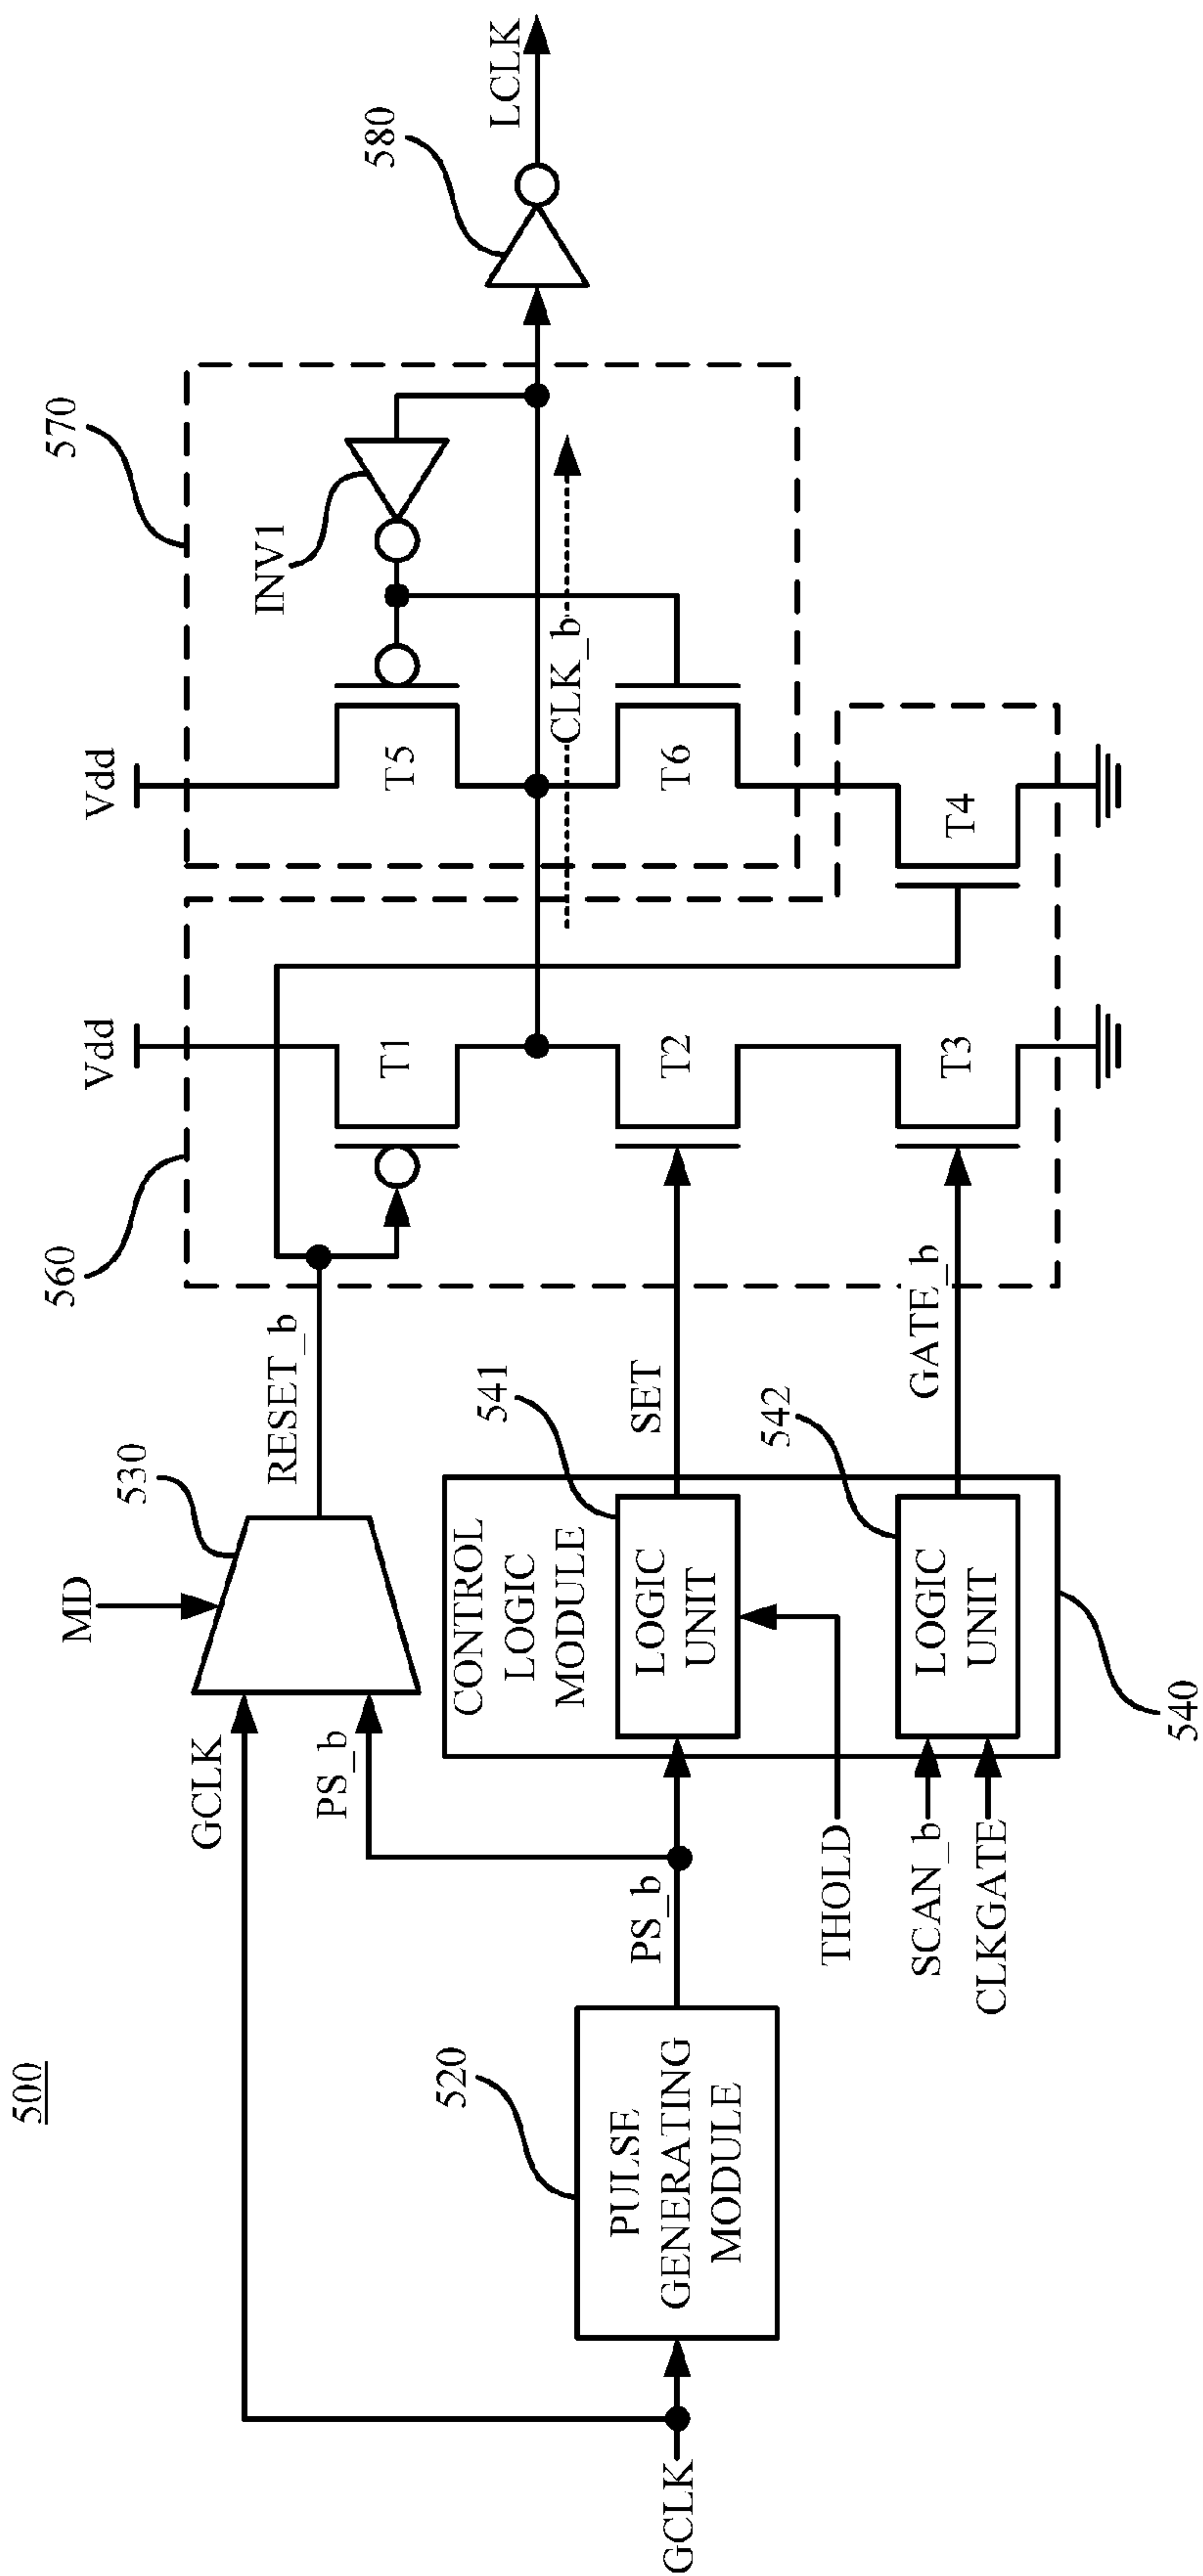 500
GCLK
520
PULSE
GENERATING
MODULE
PS_b
GCLK
PS_b
MD
530
RESET_b
THOLD
SCAN_b
CLKGATE
CONTROL
LOGIC
MODULE
541
LOGIC
UNIT
542
LOGIC
UNIT
540
SET
GATE_b
560
Vdd
T1
T2
T3
Vdd
T5
T6
T4
CLK_b
INV1
570
580
LCLK